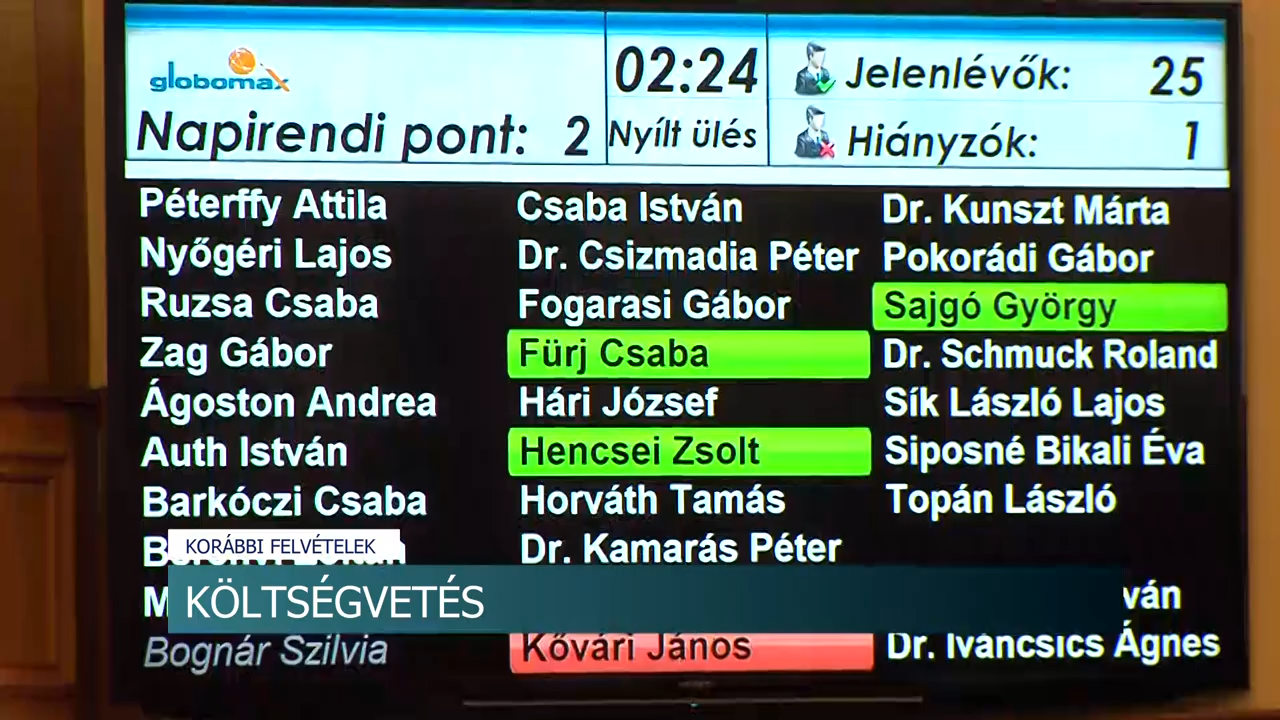 globomax
Napirendi pont: 2
02:24
Nyílt ülés
Jelenlévők: 25
Hiányzók: 1
Péterffy Attila
Nyőgéri Lajos
Ruzsa Csaba
Zag Gábor
Ágoston Andrea
Auth István
Barkóczi Csaba
Bognár Szilvia
Csaba István
Dr. Csizmadia Péter
Fogarasi Gábor
Fürj Csaba
Hári József
Hencsei Zsolt
Horváth Tamás
Dr. Kamarás Péter
Kővári János
Dr. Kunszt Márta
Pokorádi Gábor
Sajgó György
Dr. Schmuck Roland
Sík László Lajos
Siposné Bikali Éva
Topán László
Dr. Iváncsics Ágnes
KORÁBBI FELVÉTELEK
KÖLTSÉGVETÉS